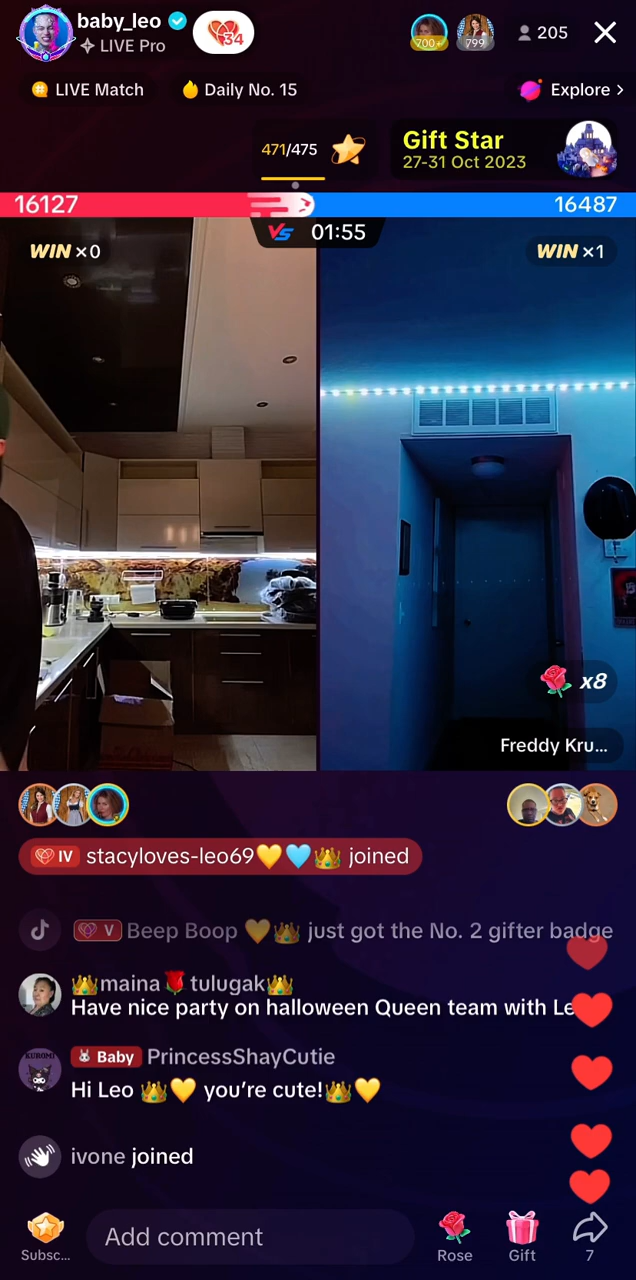 baby_leo
34
LIVE Pro
700+
799
205
LIVE Match
Daily No. 15
Explore >
471/475
Gift Star
27-31 Oct 2023
16127
16487
VS 01:55
WIN ×0
WIN ×1
x8
Freddy Kru...
IV stacyloves-leo69💛🩵👑 joined
V Beep Boop 💛👑 just got the No. 2 gifter badge
👑maina🌹tulugak👑
Have nice party on halloween Queen team with Le
KUROMI
Baby PrincessShayCutie
Hi Leo 👑💛 you're cute!👑💛
ivone joined
Subsc...
Add comment
Rose
Gift
7